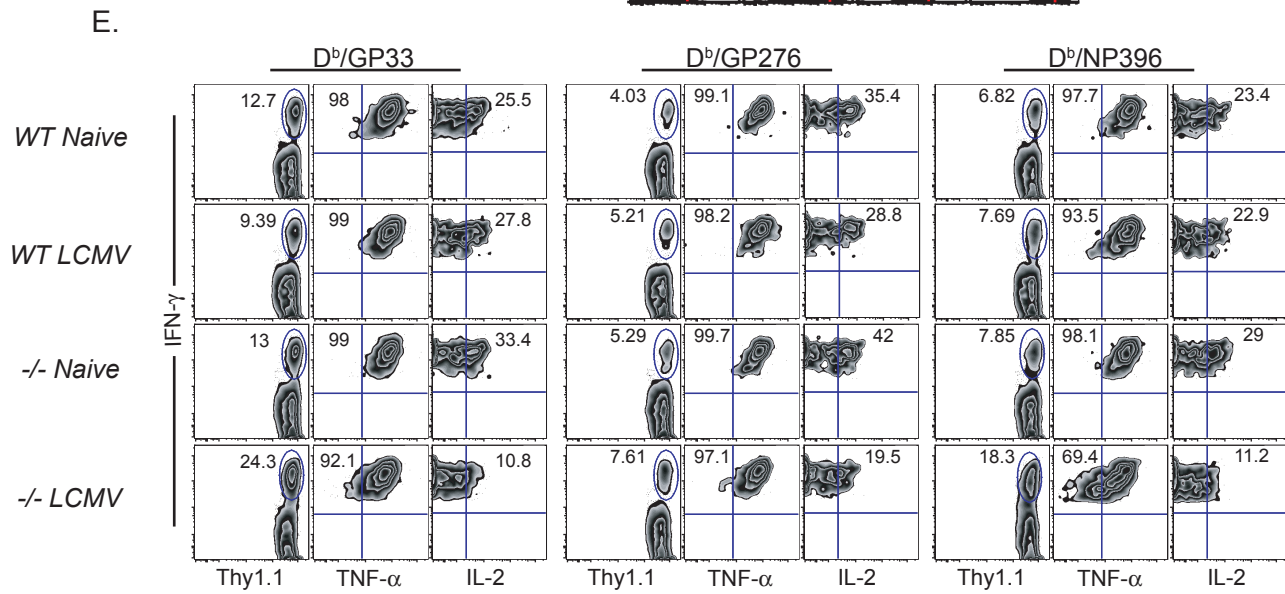 E.
Dᵇ/GP33 Dᵇ/GP276 Dᵇ/NP396
IFN-γ
WT Naive 12.7 98 25.5 4.03 99.1 35.4 6.82 97.7 23.4
WT LCMV 9.39 99 27.8 5.21 98.2 28.8 7.69 93.5 22.9
-/- Naive 13 99 33.4 5.29 99.7 42 7.85 98.1 29
-/- LCMV 24.3 92.1 10.8 7.61 97.1 19.5 18.3 69.4 11.2
Thy1.1 TNF-α IL-2 Thy1.1 TNF-α IL-2 Thy1.1 TNF-α IL-2